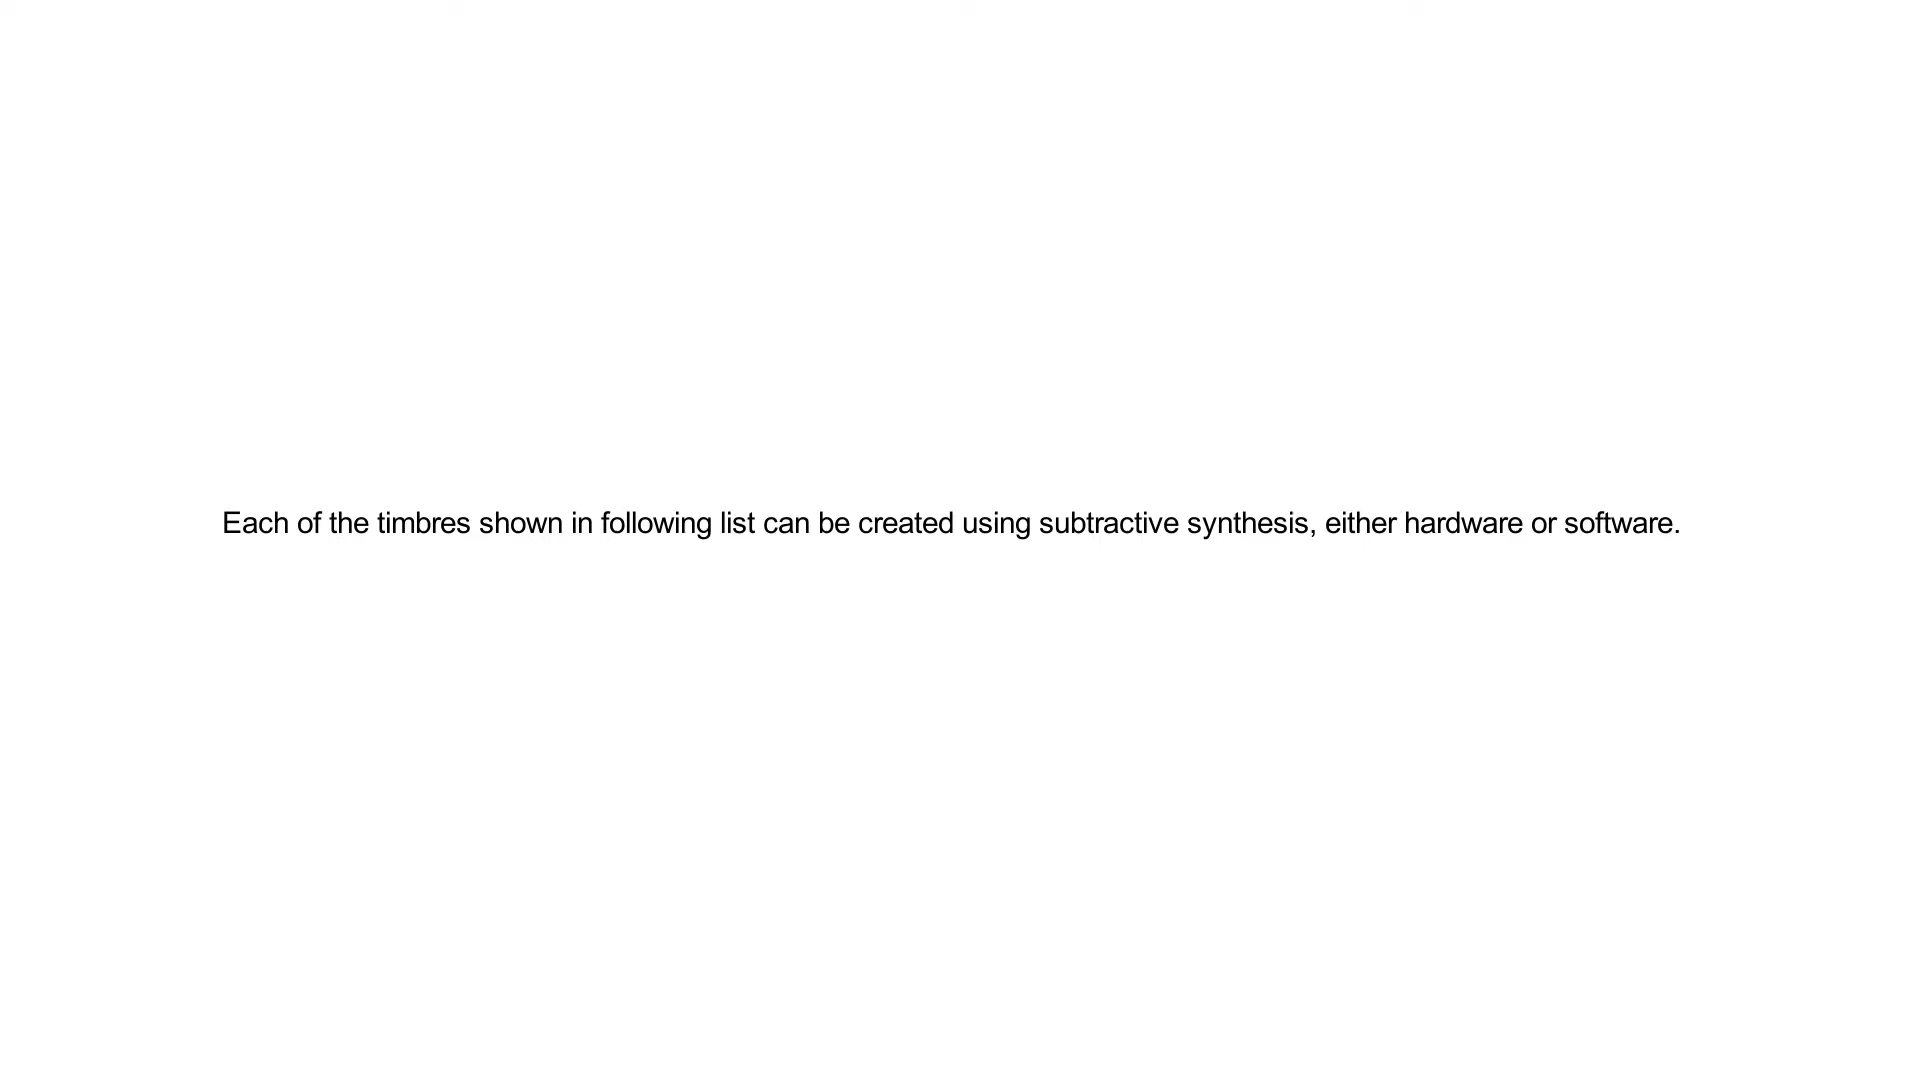 Each of the timbres shown in following list can be created using subtractive synthesis, either hardware or software.